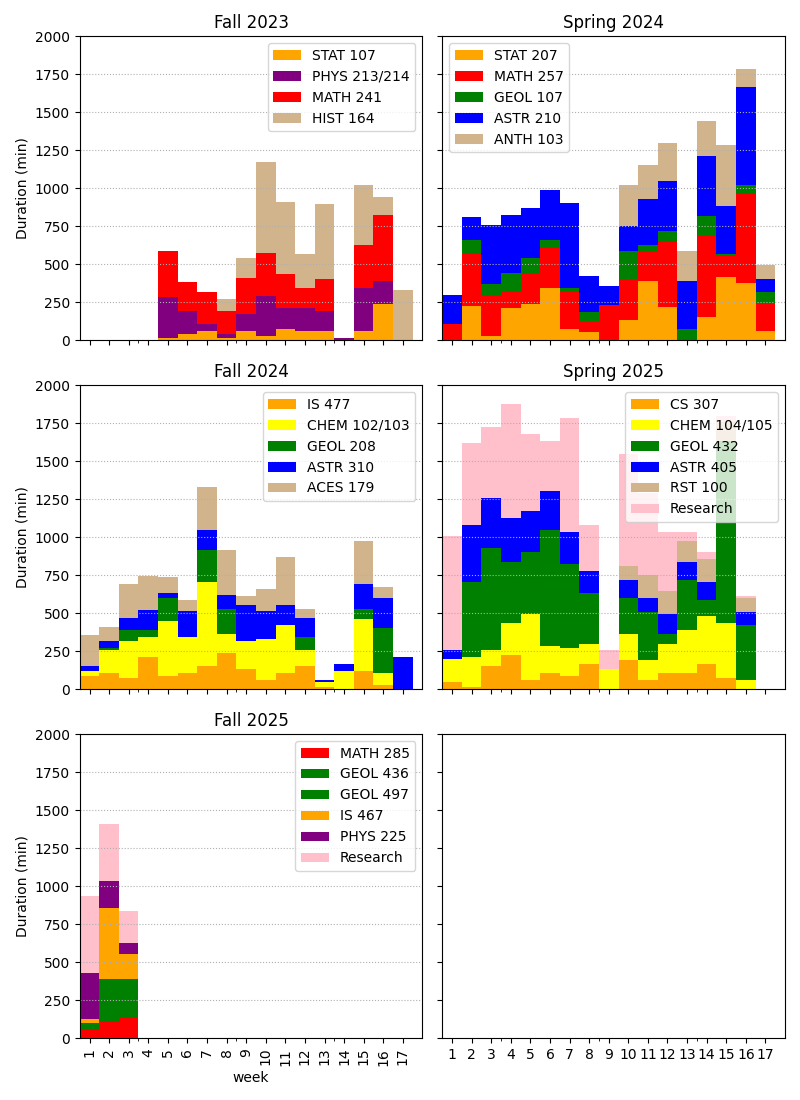 Fall 2023
Duration (min)
2000
1750
1500
1250
1000
750
500
250
0
STAT 107
PHYS 213/214
MATH 241
HIST 164
Spring 2024
STAT 207
MATH 257
GEOL 107
ASTR 210
ANTH 103
Fall 2024
Duration (min)
2000
1750
1500
1250
1000
750
500
250
0
IS 477
CHEM 102/103
GEOL 208
ASTR 310
ACES 179
Spring 2025
CS 307
CHEM 104/105
GEOL 432
ASTR 405
RST 100
Research
Fall 2025
Duration (min)
2000
1750
1500
1250
1000
750
500
250
0
MATH 285
GEOL 436
GEOL 497
IS 467
PHYS 225
Research
1 2 3 4 5 6 7 8 9 10 11 12 13 14 15 16 17
week
1 2 3 4 5 6 7 8 9 10 11 12 13 14 15 16 17